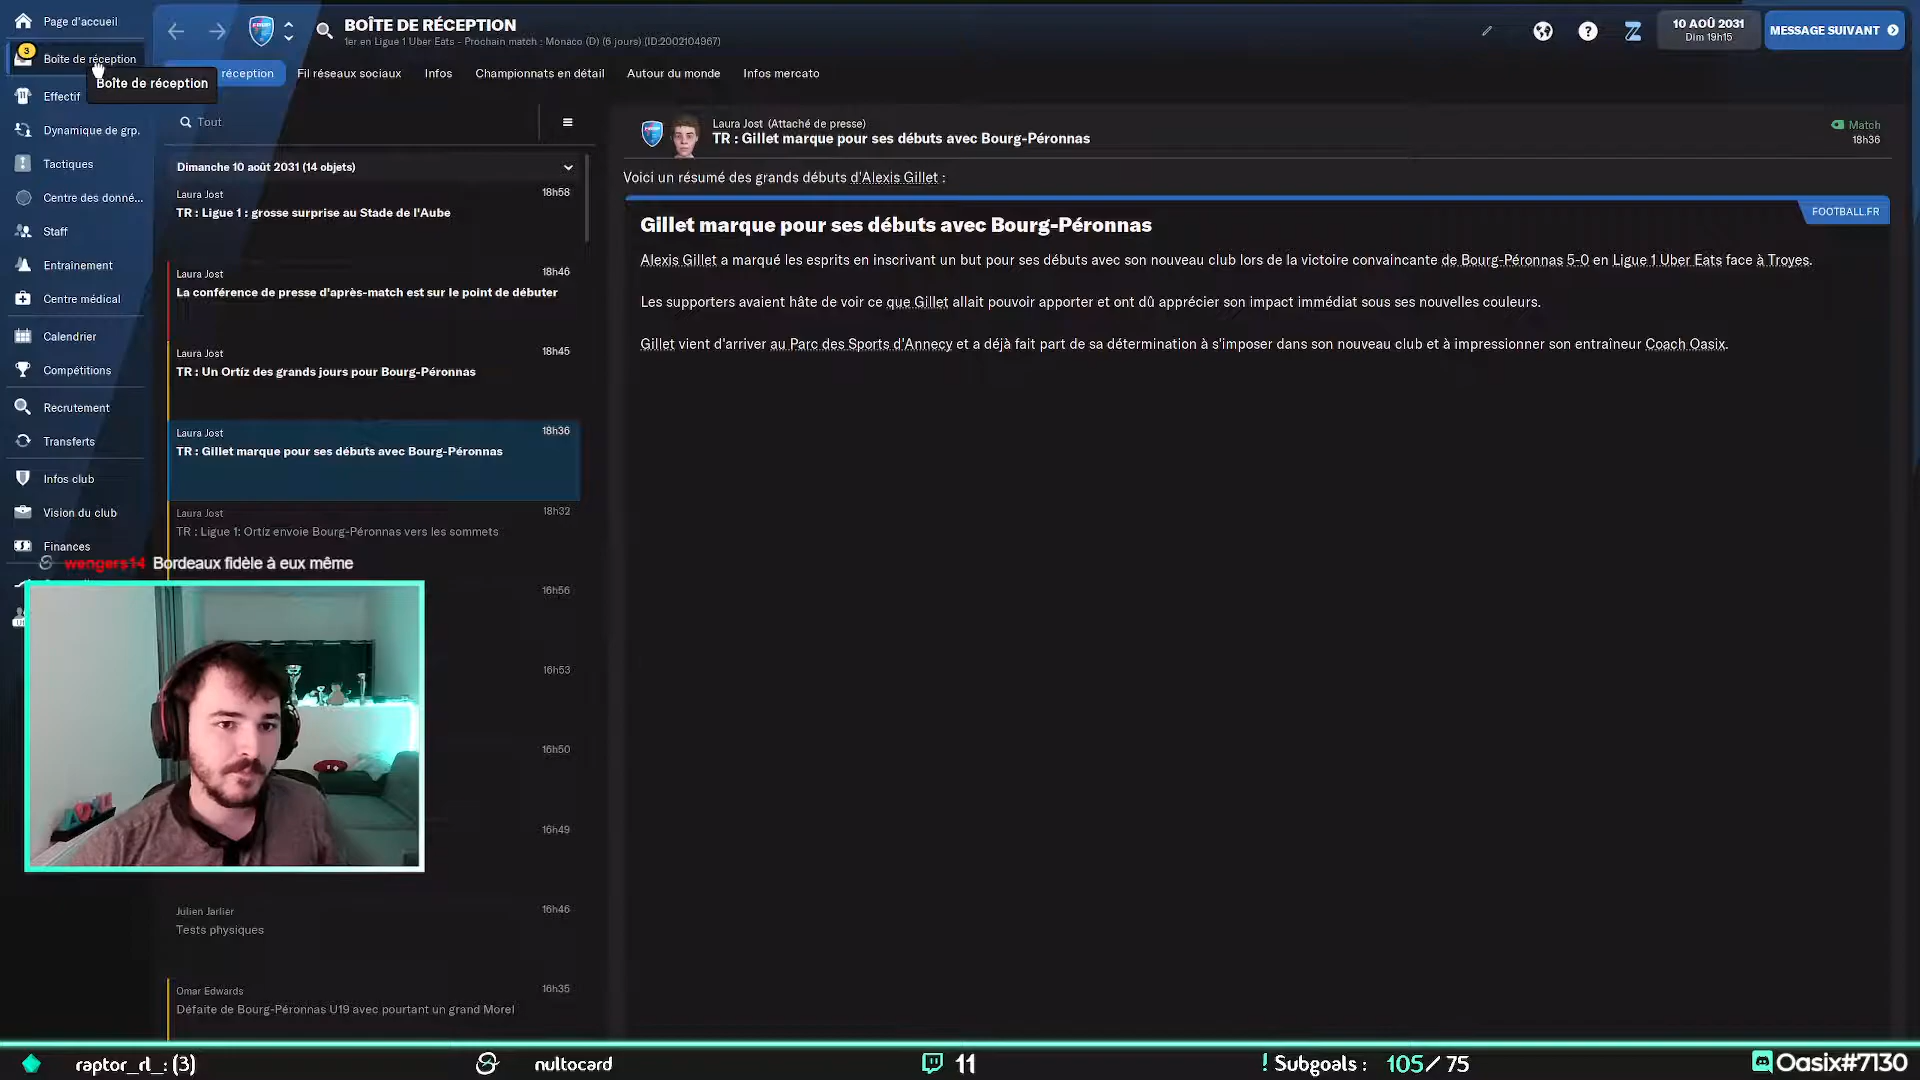 Page d'accueil
3
Boîte de réception
Boîte de réception
Effectif
Dynamique de grp.
Tactiques
Centre des donné...
Staff
Entraînement
Centre médical
Calendrier
Compétitions
Recrutement
Transferts
Infos club
Vision du club
Finances
BOÎTE DE RÉCEPTION
1er en Ligue 1 Uber Eats - Prochain match : Monaco (D) (6 jours) (ID:2002104967)
10 AOÛ 2031
Dim 19h15
MESSAGE SUIVANT
réception
Fil réseaux sociaux
Infos
Championnats en détail
Autour du monde
Infos mercato
Tout
Dimanche 10 août 2031 (14 objets)
Laura Jost
18h58
TR : Ligue 1 : grosse surprise au Stade de l'Aube
Laura Jost
18h46
La conférence de presse d'après-match est sur le point de débuter
Laura Jost
18h45
TR : Un Ortíz des grands jours pour Bourg-Péronnas
Laura Jost
18h36
TR : Gillet marque pour ses débuts avec Bourg-Péronnas
Laura Jost
18h32
TR : Ligue 1: Ortíz envoie Bourg-Péronnas vers les sommets
16h56
16h53
16h50
16h49
Julien Jarlier
16h46
Tests physiques
Omar Edwards
16h35
Défaite de Bourg-Péronnas U19 avec pourtant un grand Morel
Laura Jost (Attaché de presse)
TR : Gillet marque pour ses débuts avec Bourg-Péronnas
Match
18h36
Voici un résumé des grands débuts d'Alexis Gillet :
FOOTBALL.FR
Gillet marque pour ses débuts avec Bourg-Péronnas
Alexis Gillet a marqué les esprits en inscrivant un but pour ses débuts avec son nouveau club lors de la victoire convaincante de Bourg-Péronnas 5-0 en Ligue 1 Uber Eats face à Troyes.
Les supporters avaient hâte de voir ce que Gillet allait pouvoir apporter et ont dû apprécier son impact immédiat sous ses nouvelles couleurs.
Gillet vient d'arriver au Parc des Sports d'Annecy et a déjà fait part de sa détermination à s'imposer dans son nouveau club et à impressionner son entraîneur Coach Oasix.
wengers14 Bordeaux fidèle à eux même
raptor_rl_: (3)
nultocard
11
! Subgoals : 105/ 75
Oasix#7130